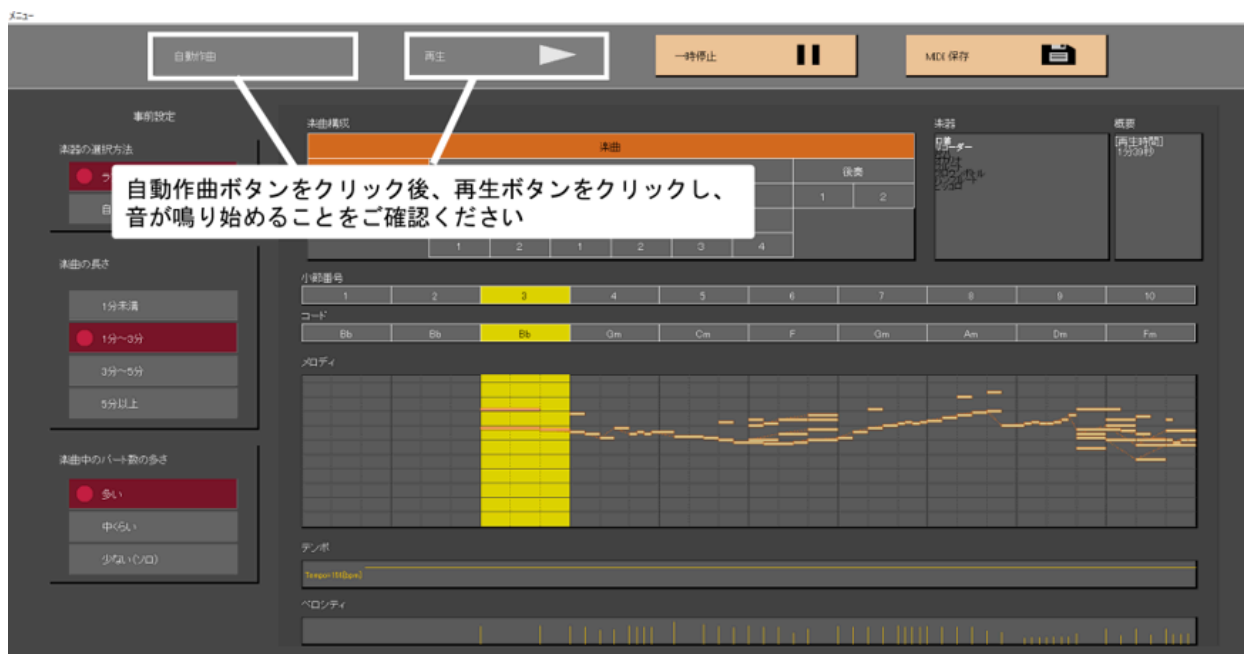 メニュー
自動作曲
再生
一時停止
MIDI 保存
事前設定
楽器の選択方法
自動作曲ボタンをクリック後、再生ボタンをクリックし、
音が鳴り始めることをご確認ください
楽曲の長さ
1分未満
1分～3分
3分～5分
5分以上
楽曲中のパート数の多さ
多い
中くらい
少ない(ソロ)
楽曲構成
楽曲
後奏
1 2
1 2 1 2 3 4
楽器
概要
[再生時間]
1分39秒
小節番号
1 2 3 4 5 6 7 8 9 10
コード
Bb Bb Bb Gm Cm F Gm Am Dm Fm
メロディ
テンポ
ベロシティ